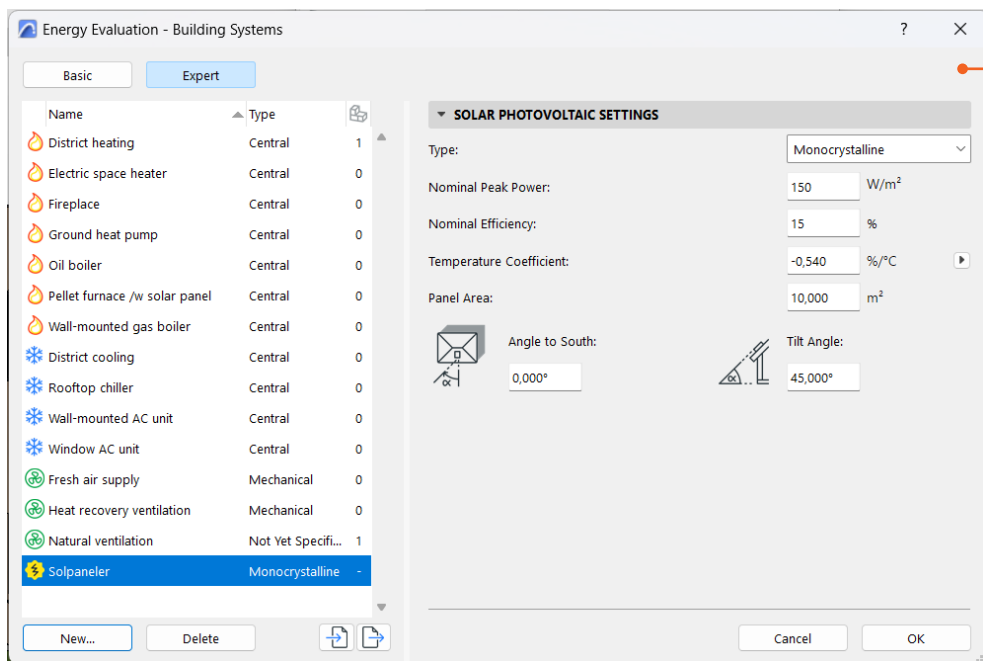 Energy Evaluation - Building Systems ?
Basic Expert
Name Type
District heating Central 1
Electric space heater Central 0
Fireplace Central 0
Ground heat pump Central 0
Oil boiler Central 0
Pellet furnace /w solar panel Central 0
Wall-mounted gas boiler Central 0
District cooling Central 0
Rooftop chiller Central 0
Wall-mounted AC unit Central 0
Window AC unit Central 0
Fresh air supply Mechanical 0
Heat recovery ventilation Mechanical 0
Natural ventilation Not Yet Specifi... 1
Solpaneler Monocrystalline -
New... Delete
SOLAR PHOTOVOLTAIC SETTINGS
Type: Monocrystalline
Nominal Peak Power: 150 W/m²
Nominal Efficiency: 15 %
Temperature Coefficient: -0,540 %/°C
Panel Area: 10,000 m²
Angle to South: Tilt Angle:
α 0,000° α 45,000°
Cancel OK